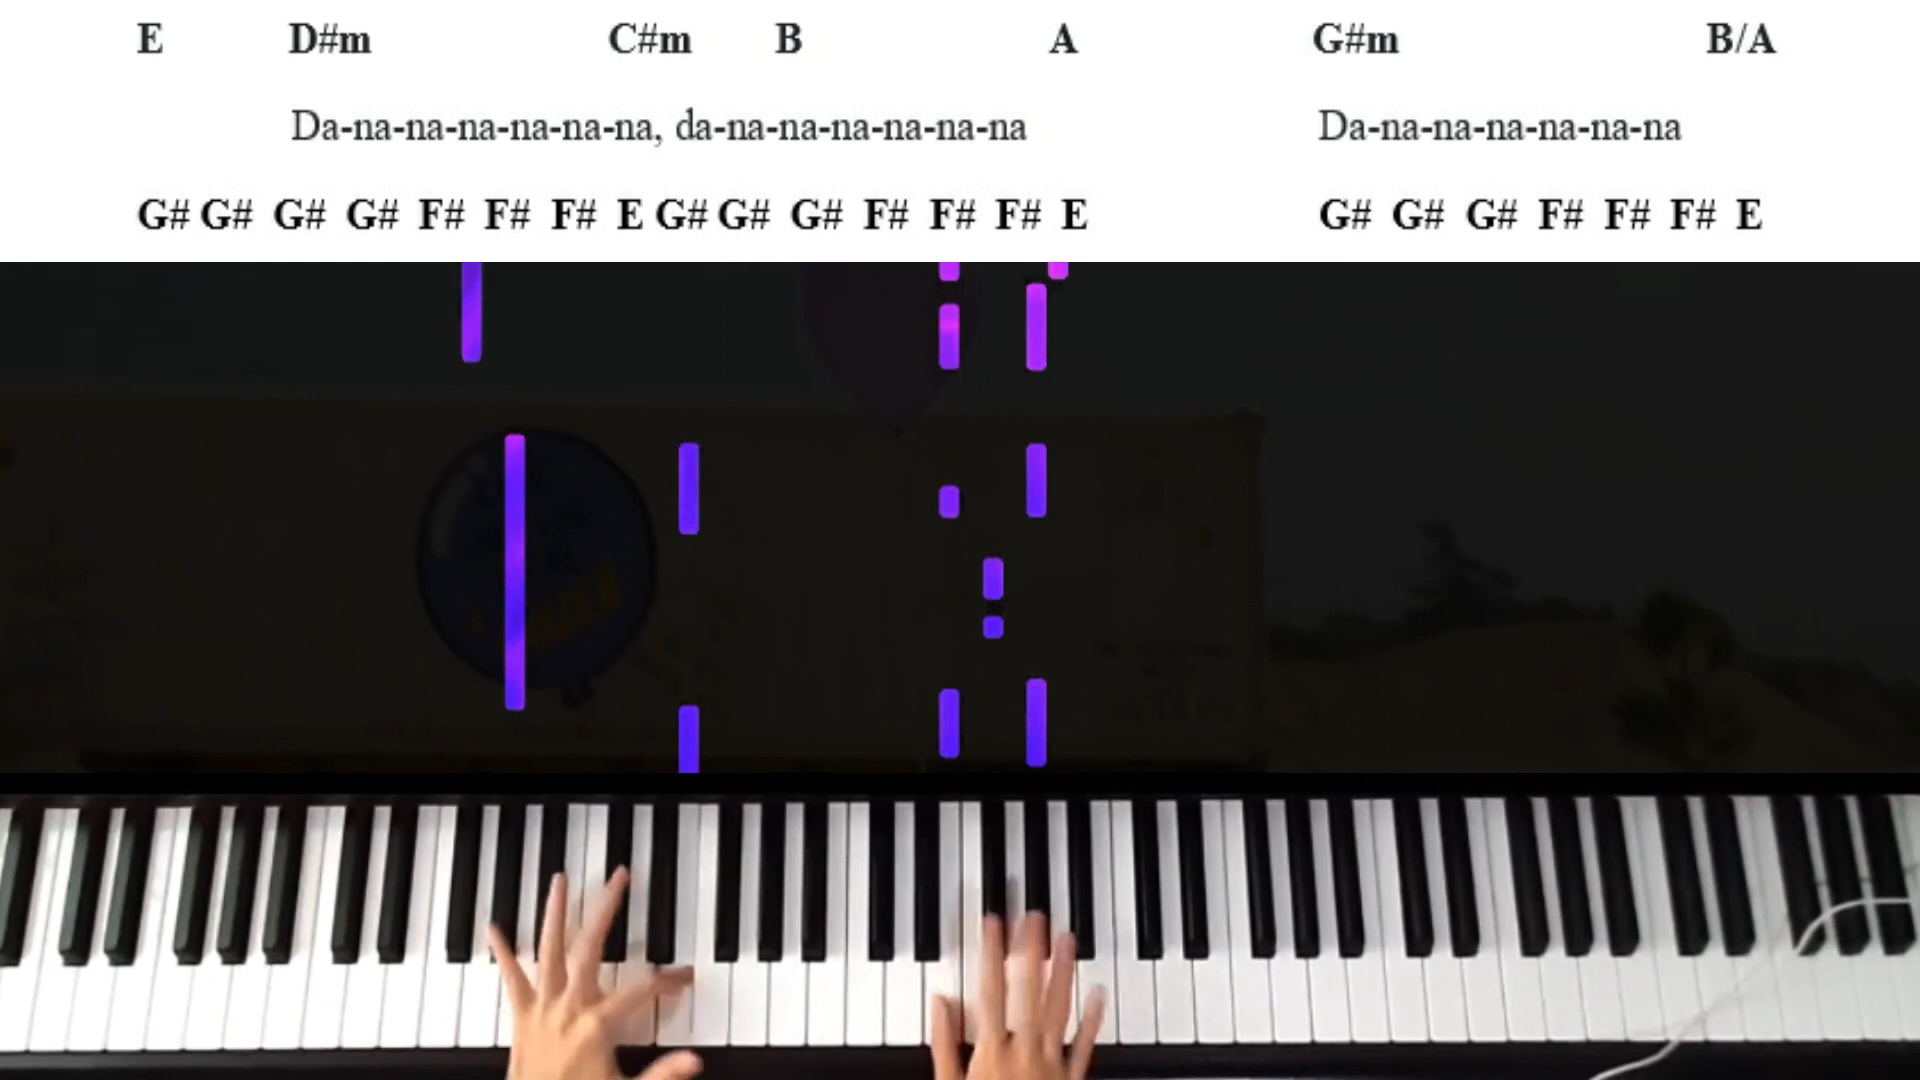 E D#m C#m B A G#m B/A
Da-na-na-na-na-na-na, da-na-na-na-na-na-na Da-na-na-na-na-na-na
G# G# G# G# F# F# F# E G# G# G# F# F# F# E G# G# G# F# F# F# E